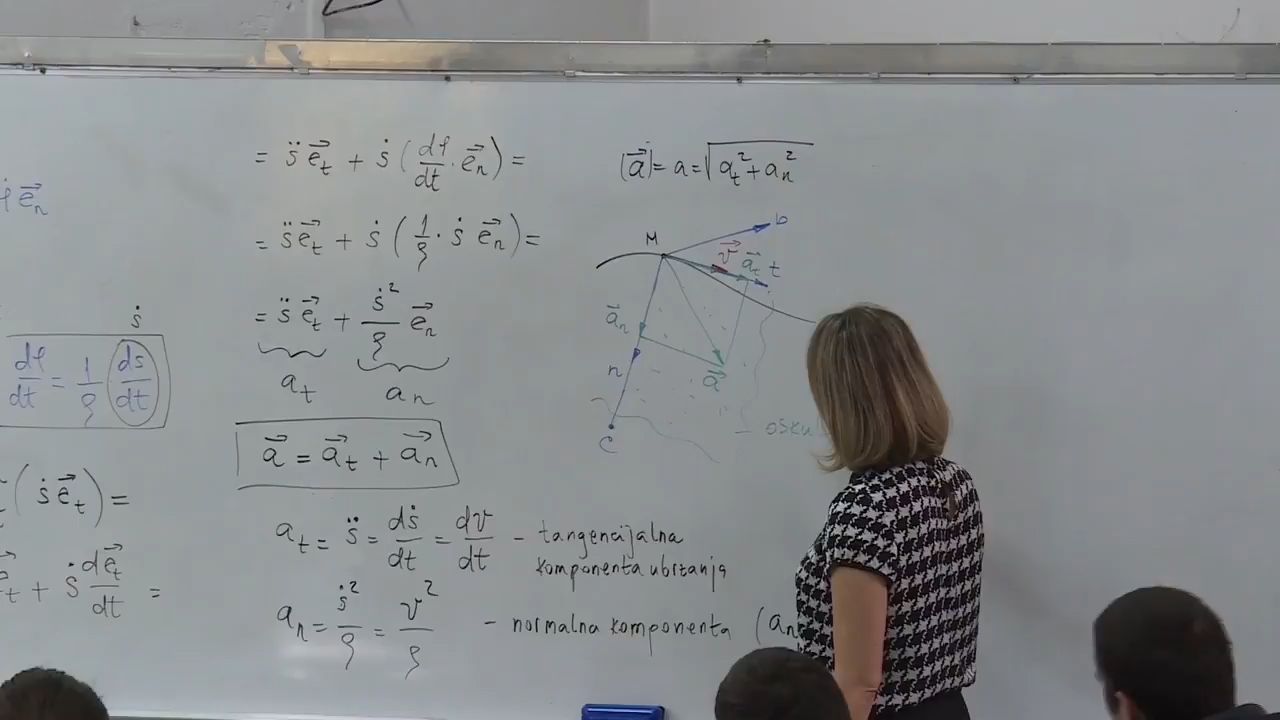 φ̇ e⃗n
ṡ
dφ/dt = 1/ρ (ds/dt)
(ṡ e⃗t) =
+ ṡ de⃗t/dt =
= s̈ e⃗t + ṡ (dφ/dt · e⃗n) =
= s̈ e⃗t + ṡ (1/ρ · ṡ e⃗n) =
= s̈ e⃗t + ṡ²/ρ e⃗n
at an
a⃗ = a⃗t + a⃗n
at = s̈ = dṡ/dt = dv/dt - tangencijalna
komponenta ubrzanja
an = ṡ²/ρ = v²/ρ - normalna komponenta (an
|a⃗| = a = √(at² + an²)
b
M
v⃗ a⃗t t
a⃗n
n
a⃗
C
- osku